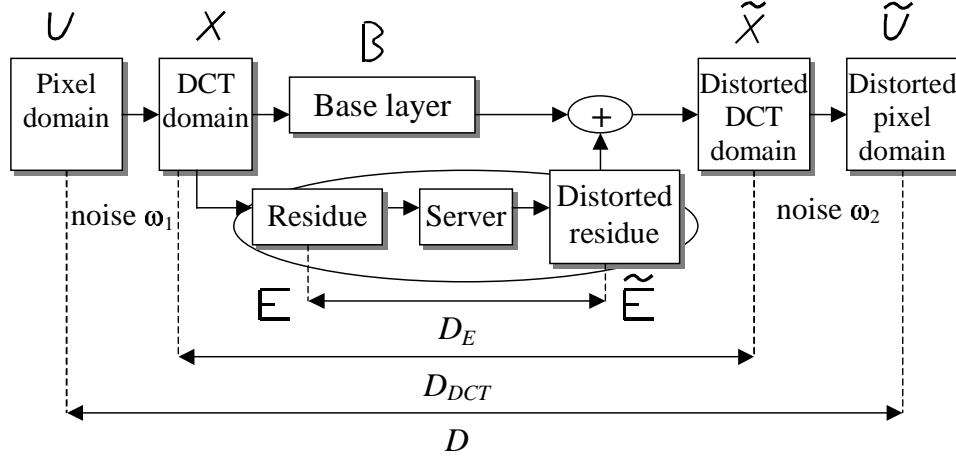 U X B X̃ Ũ
Pixel
domain
DCT
domain
Base layer
+
Distorted
DCT
domain
Distorted
pixel
domain
noise ω₁
Residue
Server
Distorted
residue
noise ω₂
E Ẽ
D_E
D_DCT
D